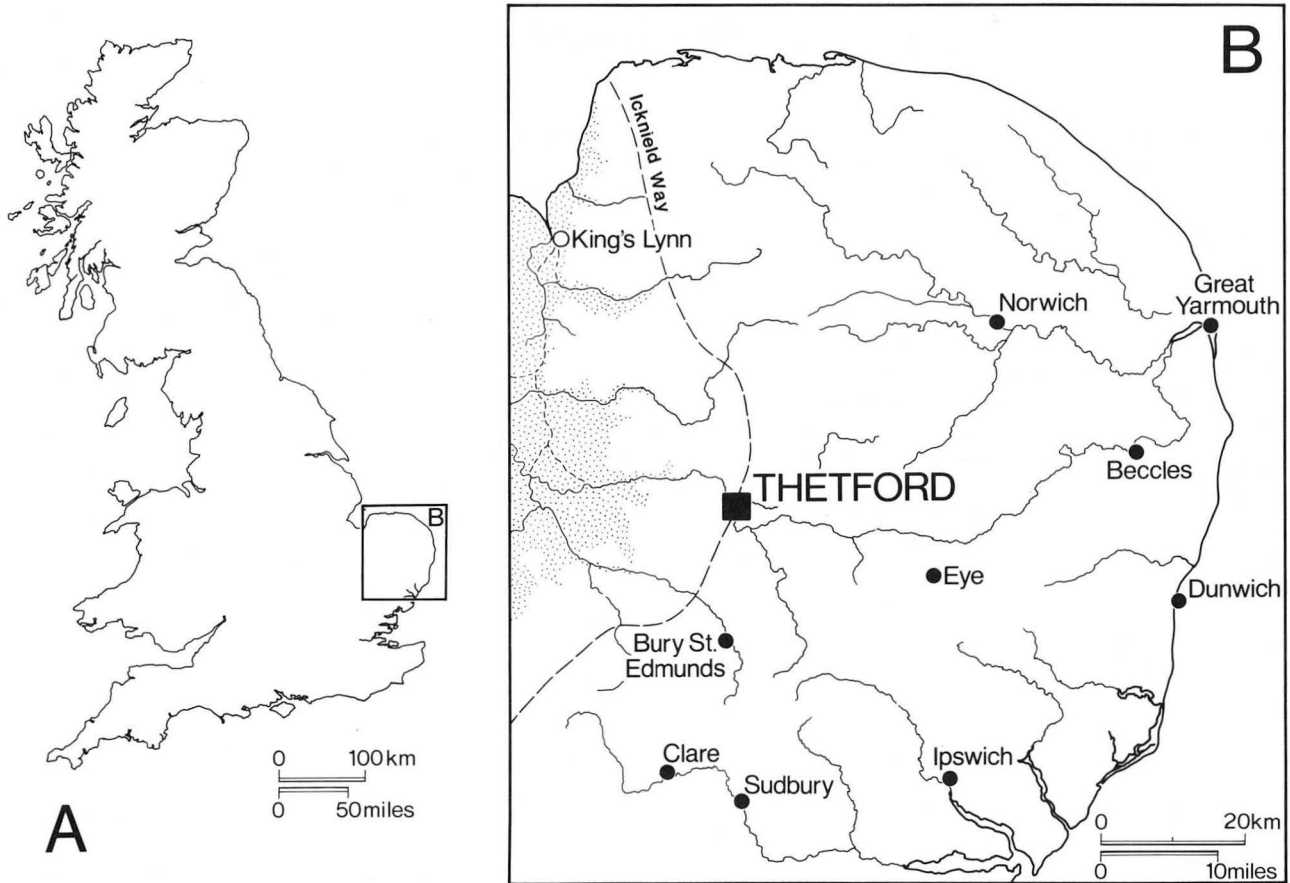 B
0 100km
0 50miles
A
B
Icknield Way
King's Lynn
Norwich
Great
Yarmouth
Beccles
THETFORD
Eye
Dunwich
Bury St.
Edmunds
Clare
Sudbury
Ipswich
0 20km
0 10miles